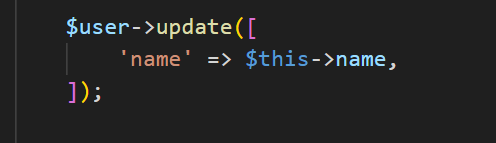 $user->update([
    'name' => $this->name,
]);